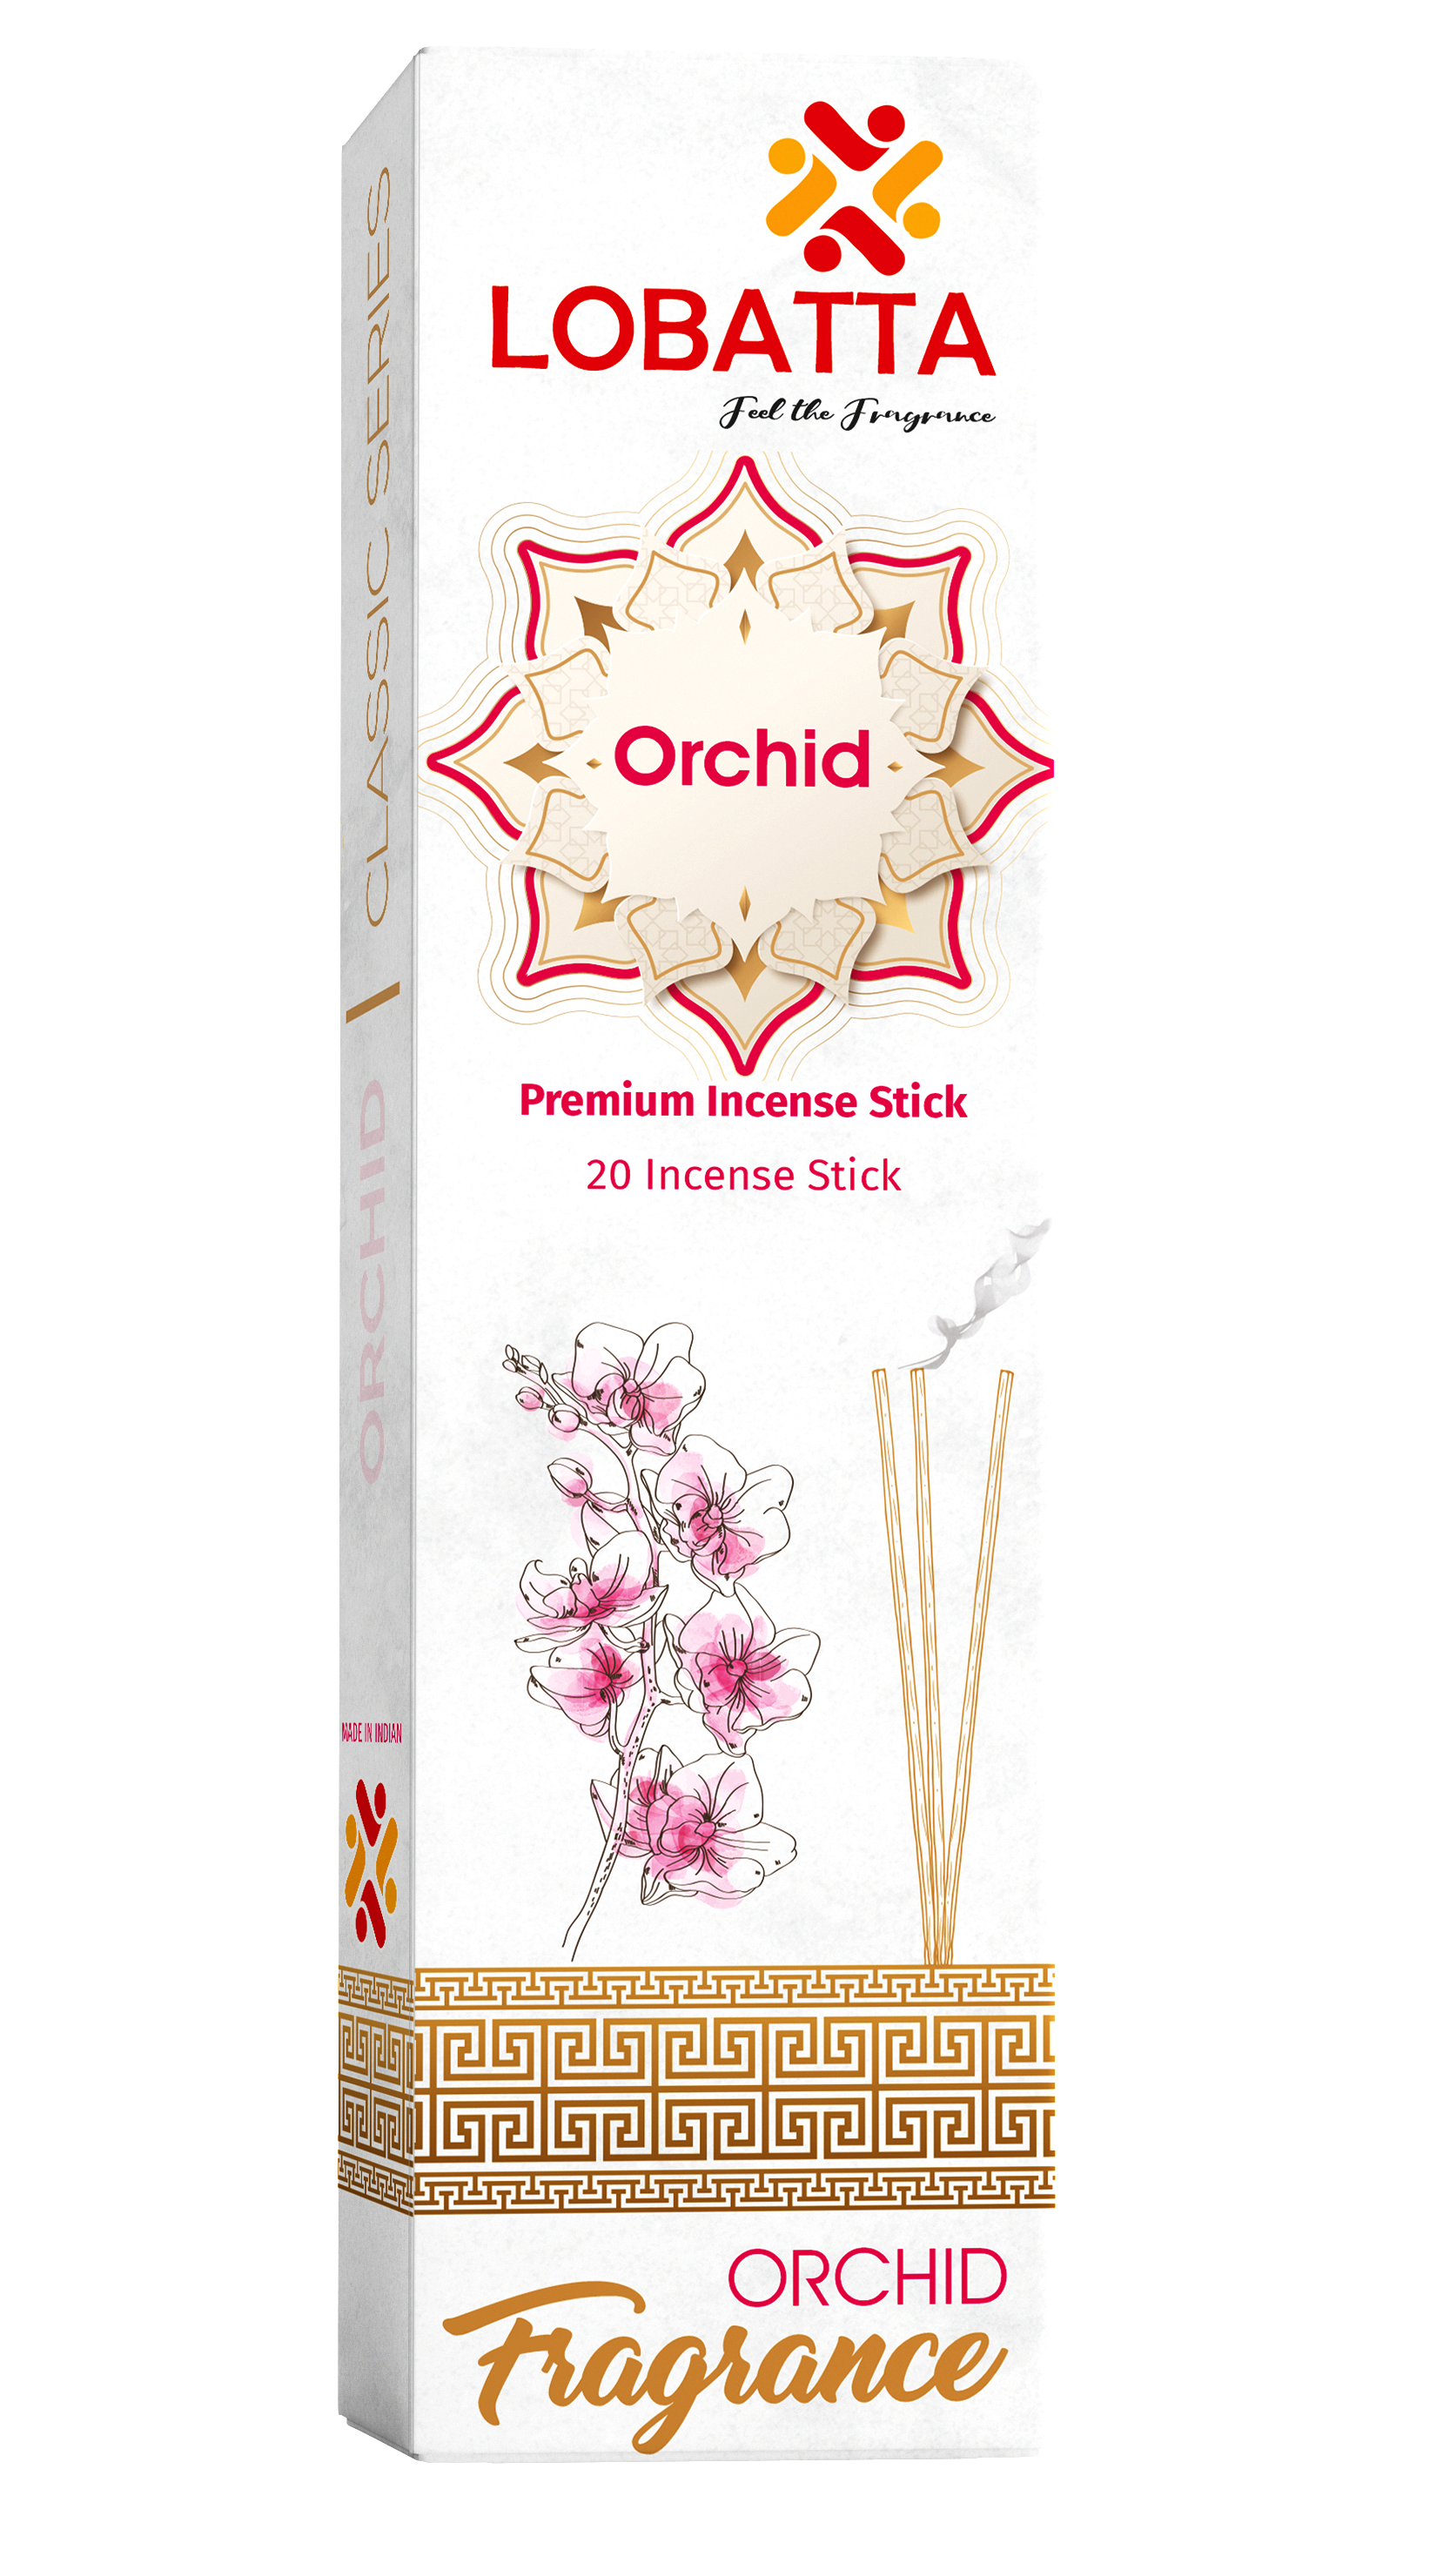 LOBATTA
Feel the Fragrance
Orchid
Premium Incense Stick
20 Incense Stick
ORCHID
Fragrance
ORCHID | CLASSIC SERIES
MADE IN INDIAN